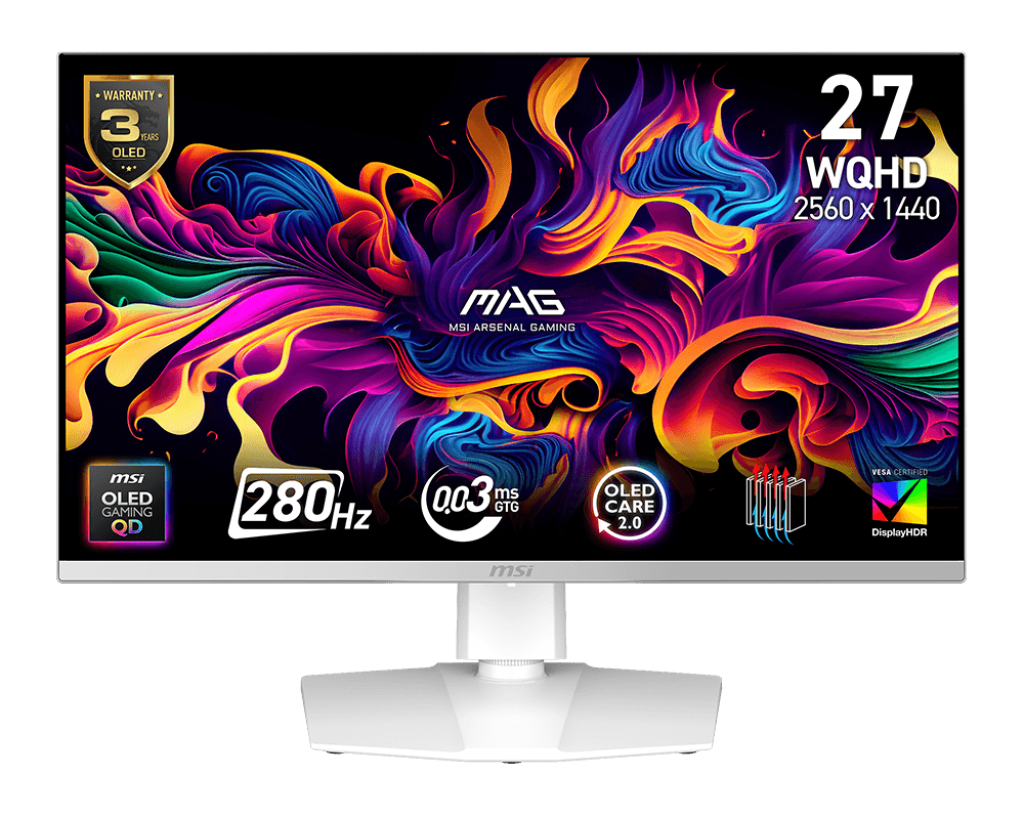 WARRANTY
3 YEARS
OLED
27
WQHD
2560 x 1440
MAG
MSI ARSENAL GAMING
msi
OLED
GAMING
QD
280Hz
0.03 ms
GTG
OLED
CARE
2.0
VESA CERTIFIED
DisplayHDR
msi